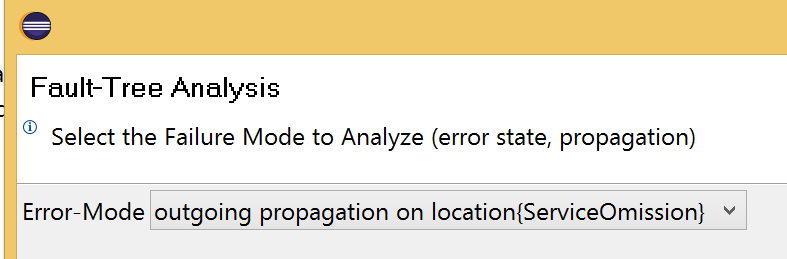 Fault-Tree Analysis
Select the Failure Mode to Analyze (error state, propagation)
Error-Mode outgoing propagation on location{ServiceOmission}